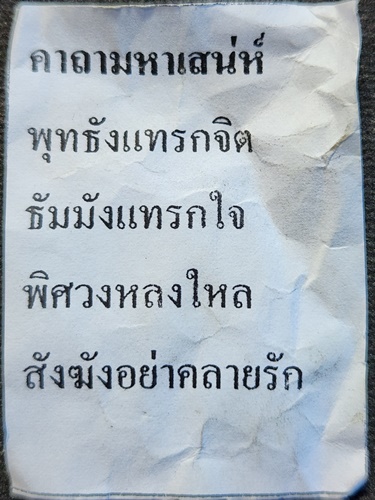 คาถามหาเสน่ห์
พุทธังแทรกจิต
ธัมมังแทรกใจ
พิศวงหลงใหล
สังฆังอย่าคลายรัก